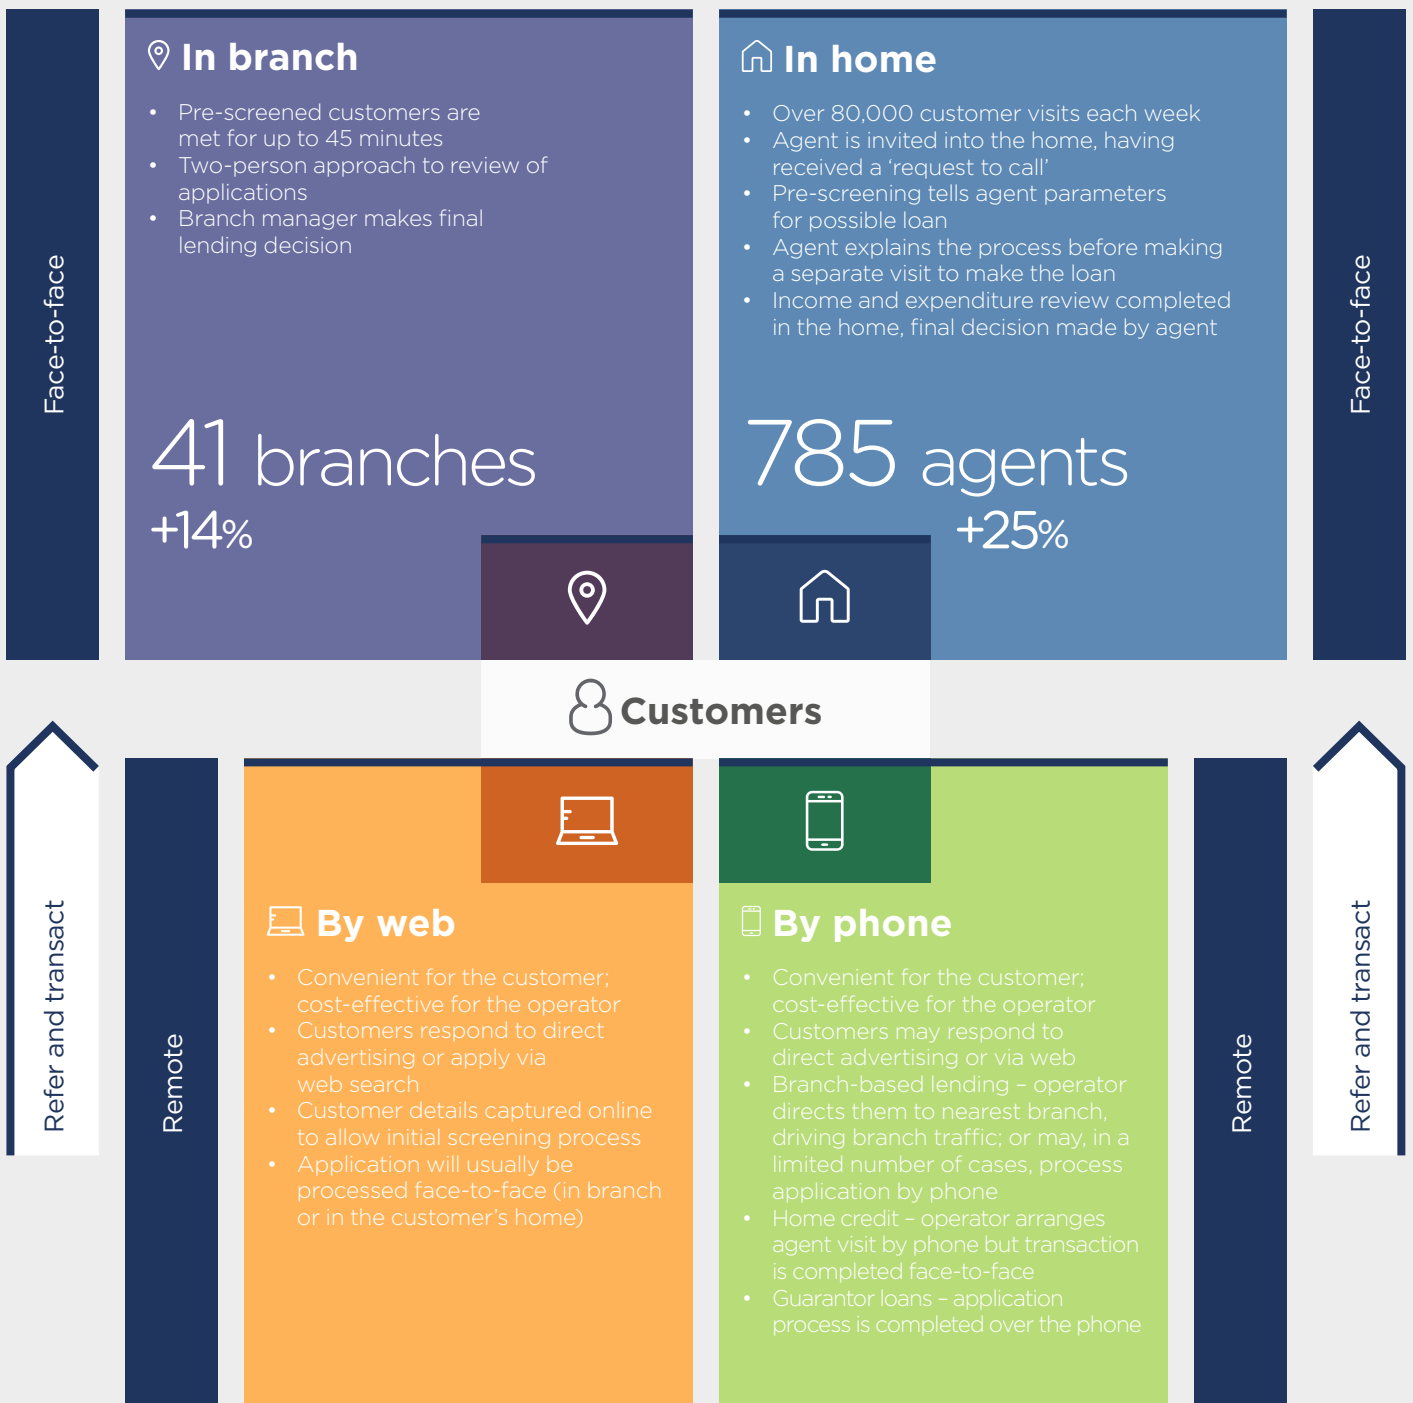 Face-to-face
In branch
• Pre-screened customers are
met for up to 45 minutes
• Two-person approach to review of
applications
• Branch manager makes final
lending decision
41 branches
+14%
In home
• Over 80,000 customer visits each week
• Agent is invited into the home, having
received a ‘request to call’
• Pre-screening tells agent parameters
for possible loan
• Agent explains the process before making
a separate visit to make the loan
• Income and expenditure review completed
in the home, final decision made by agent
785 agents
+25%
Face-to-face
Customers
Refer and transact
Remote
By web
• Convenient for the customer;
cost-effective for the operator
• Customers respond to direct
advertising or apply via
web search
• Customer details captured online
to allow initial screening process
• Application will usually be
processed face-to-face (in branch
or in the customer’s home)
By phone
• Convenient for the customer;
cost-effective for the operator
• Customers may respond to
direct advertising or via web
• Branch-based lending – operator
directs them to nearest branch,
driving branch traffic; or may, in a
limited number of cases, process
application by phone
• Home credit – operator arranges
agent visit by phone but transaction
is completed face-to-face
• Guarantor loans – application
process is completed over the phone
Remote
Refer and transact